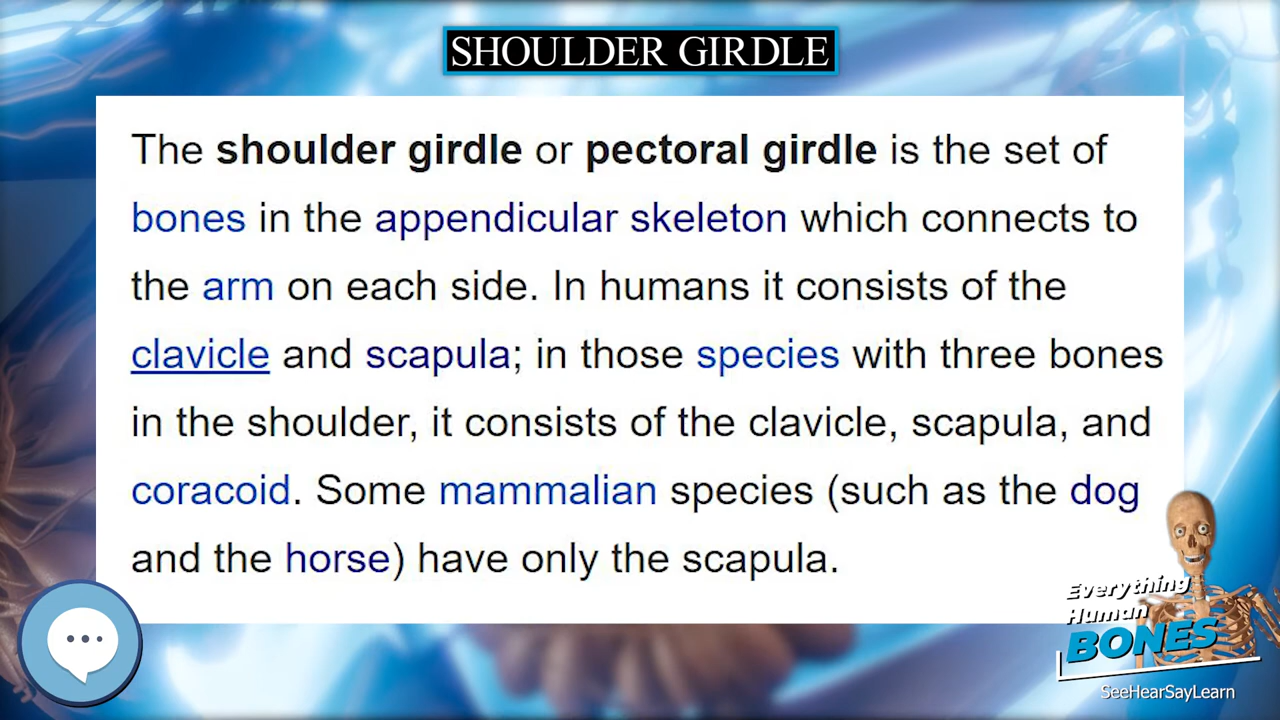 SHOULDER GIRDLE
The shoulder girdle or pectoral girdle is the set of
bones in the appendicular skeleton which connects to
the arm on each side. In humans it consists of the
clavicle and scapula; in those species with three bones
in the shoulder, it consists of the clavicle, scapula, and
coracoid. Some mammalian species (such as the dog
and the horse) have only the scapula.
Everything
Human
BONES
SeeHearSayLearn